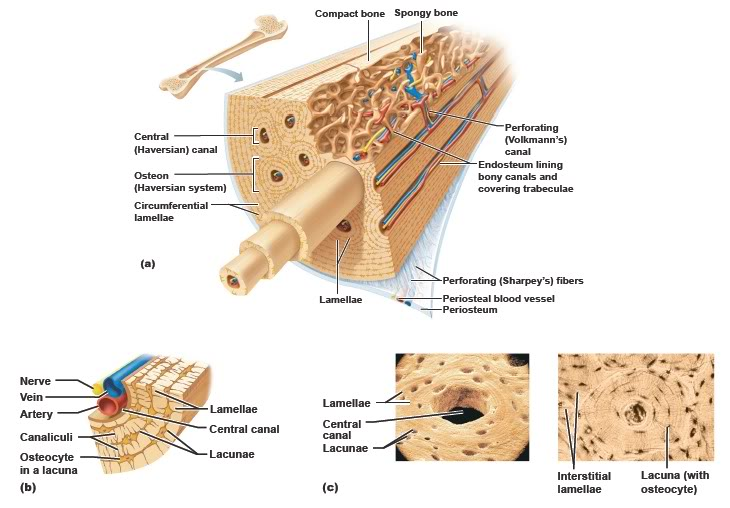 Compact bone Spongy bone
Central
(Haversian) canal
Osteon
(Haversian system)
Circumferential
lamellae
Perforating
(Volkmann's)
canal
Endosteum lining
bony canals and
covering trabeculae
(a)
Lamellae
Perforating (Sharpey's) fibers
Periosteal blood vessel
Periosteum
Nerve
Vein
Artery
Canaliculi
Osteocyte
in a lacuna
Lamellae
Central canal
Lacunae
(b)
Lamellae
Central
canal
Lacunae
(c)
Interstitial
lamellae
Lacuna (with
osteocyte)